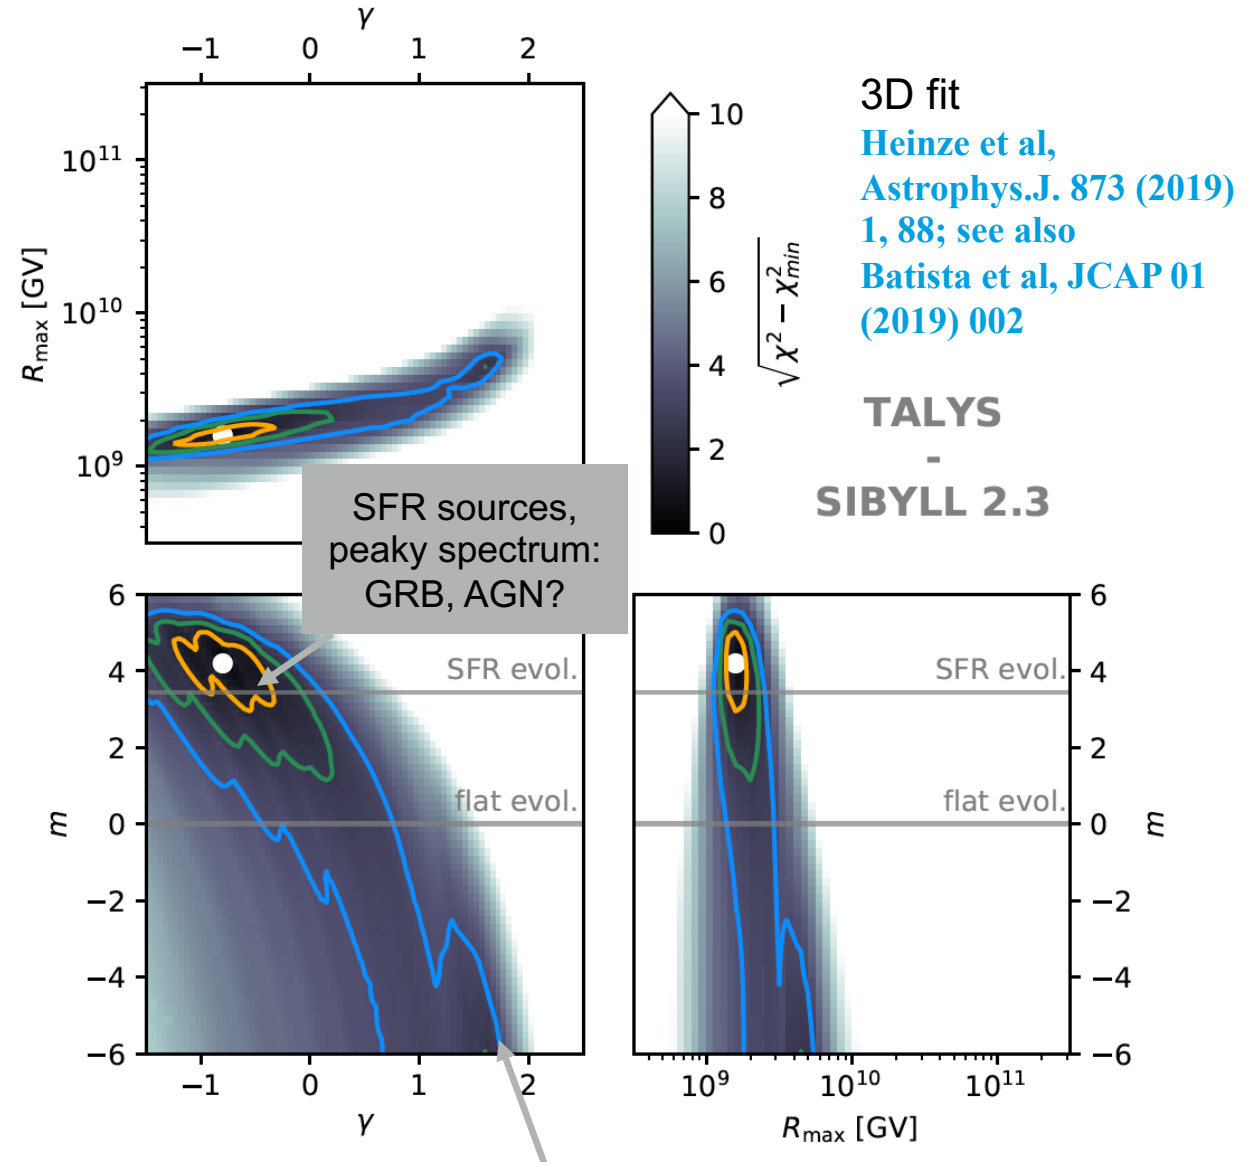 γ
−1 0 1 2
10¹¹
10¹⁰
10⁹
R_max [GV]
10
8
6
4
2
0
√χ² − χ²_min
3D fit
Heinze et al,
Astrophys.J. 873 (2019)
1, 88; see also
Batista et al, JCAP 01
(2019) 002
TALYS
-
SIBYLL 2.3
SFR sources,
peaky spectrum:
GRB, AGN?
6
4
2
0
−2
−4
−6
m
SFR evol.
flat evol.
−1 0 1 2
γ
SFR evol.
flat evol.
6
4
2
0
−2
−4
−6
m
10⁹ 10¹⁰ 10¹¹
R_max [GV]